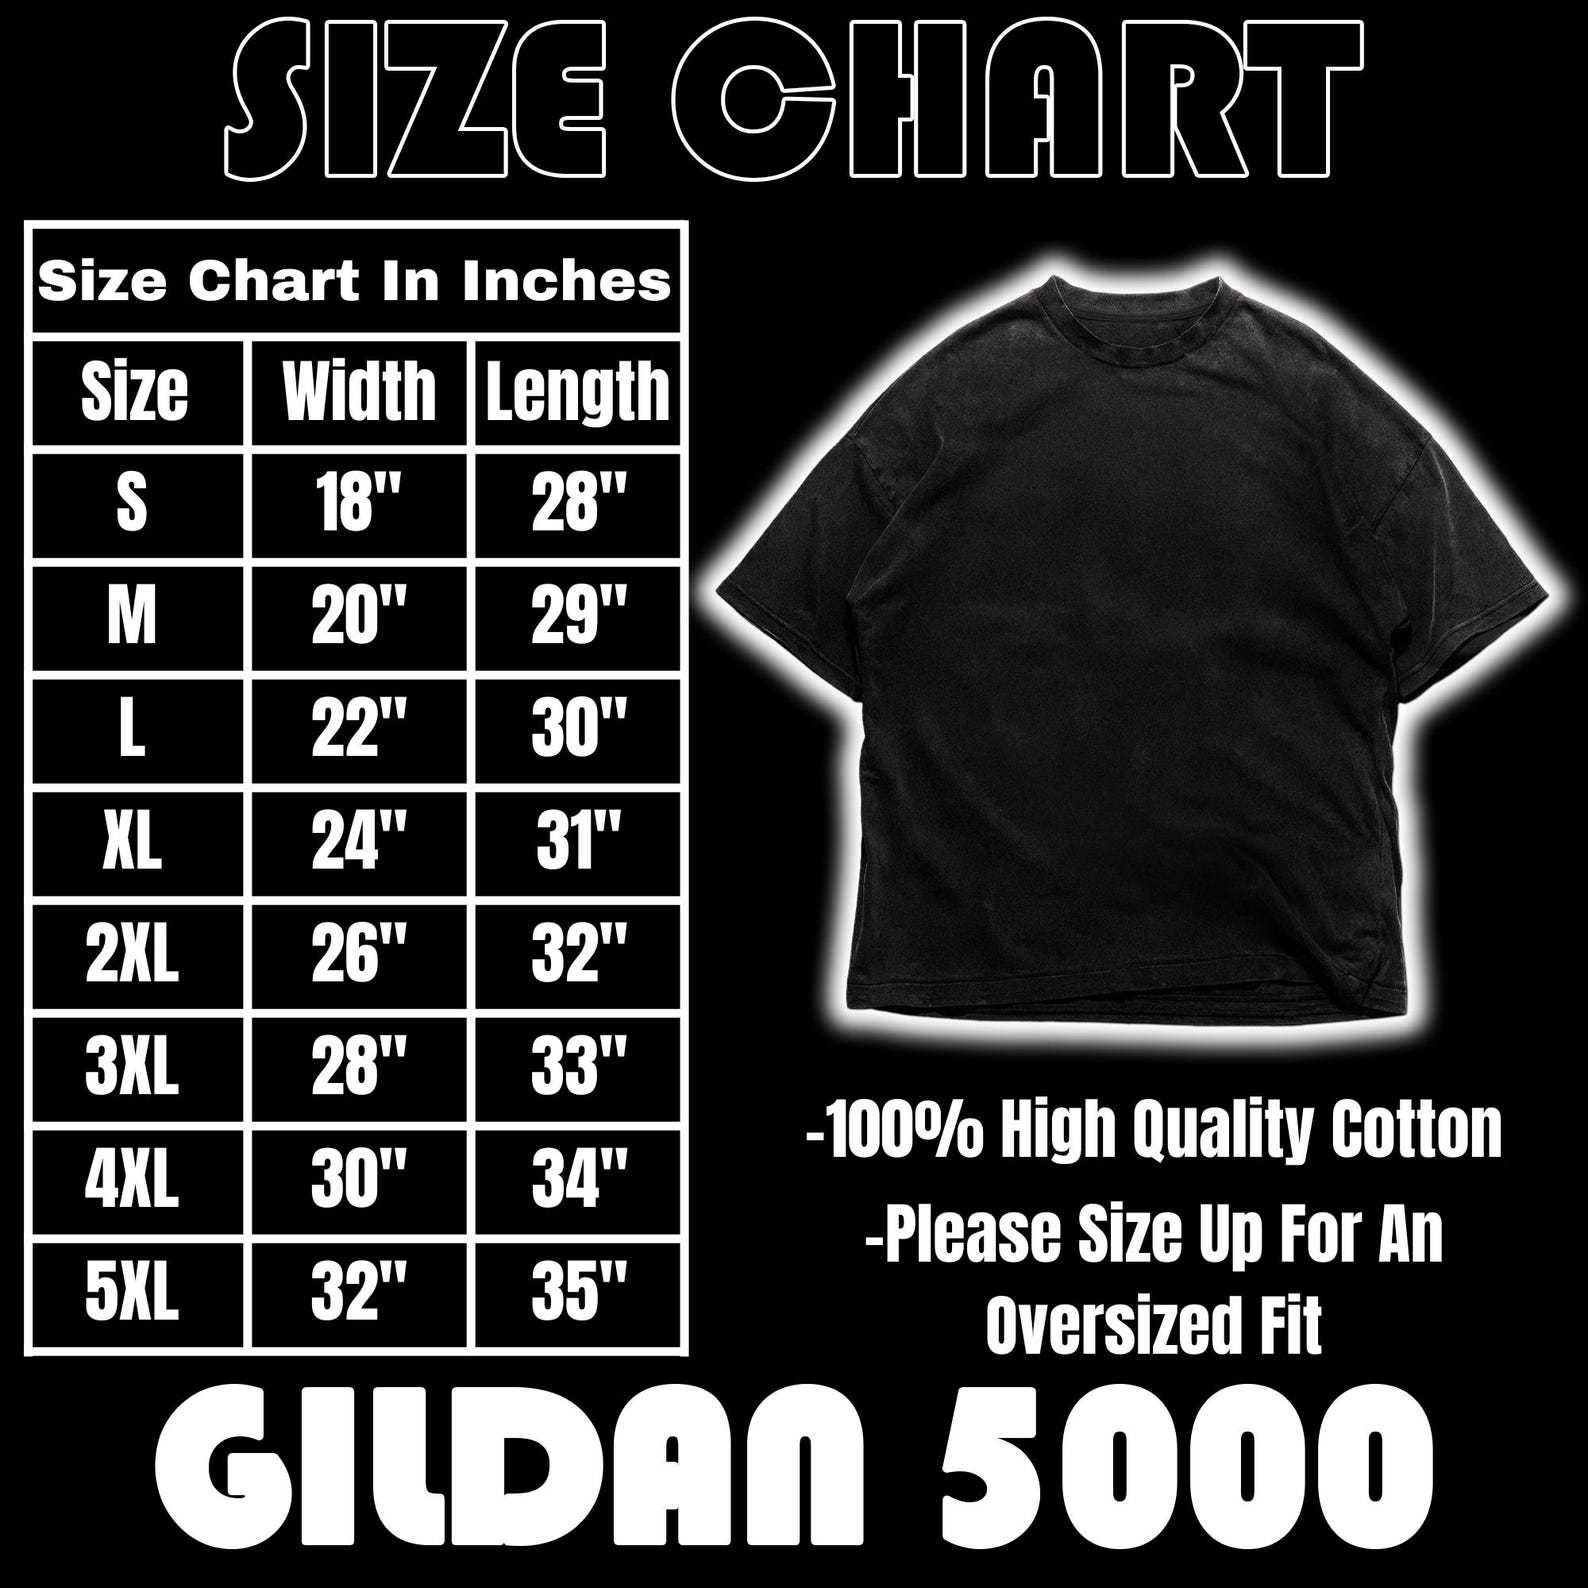 SIZE CHART
Size Chart In Inches
Size Width Length
S 18" 28"
M 20" 29"
L 22" 30"
XL 24" 31"
2XL 26" 32"
3XL 28" 33"
4XL 30" 34"
5XL 32" 35"
-100% High Quality Cotton
-Please Size Up For An
Oversized Fit
GILDAN 5000